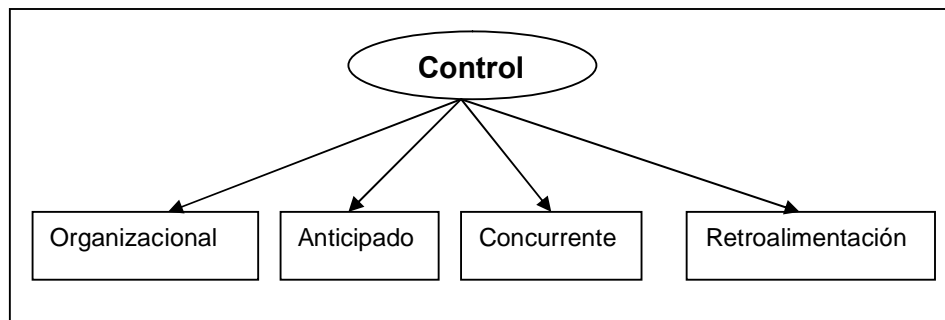 Control
Organizacional
Anticipado
Concurrente
Retroalimentación